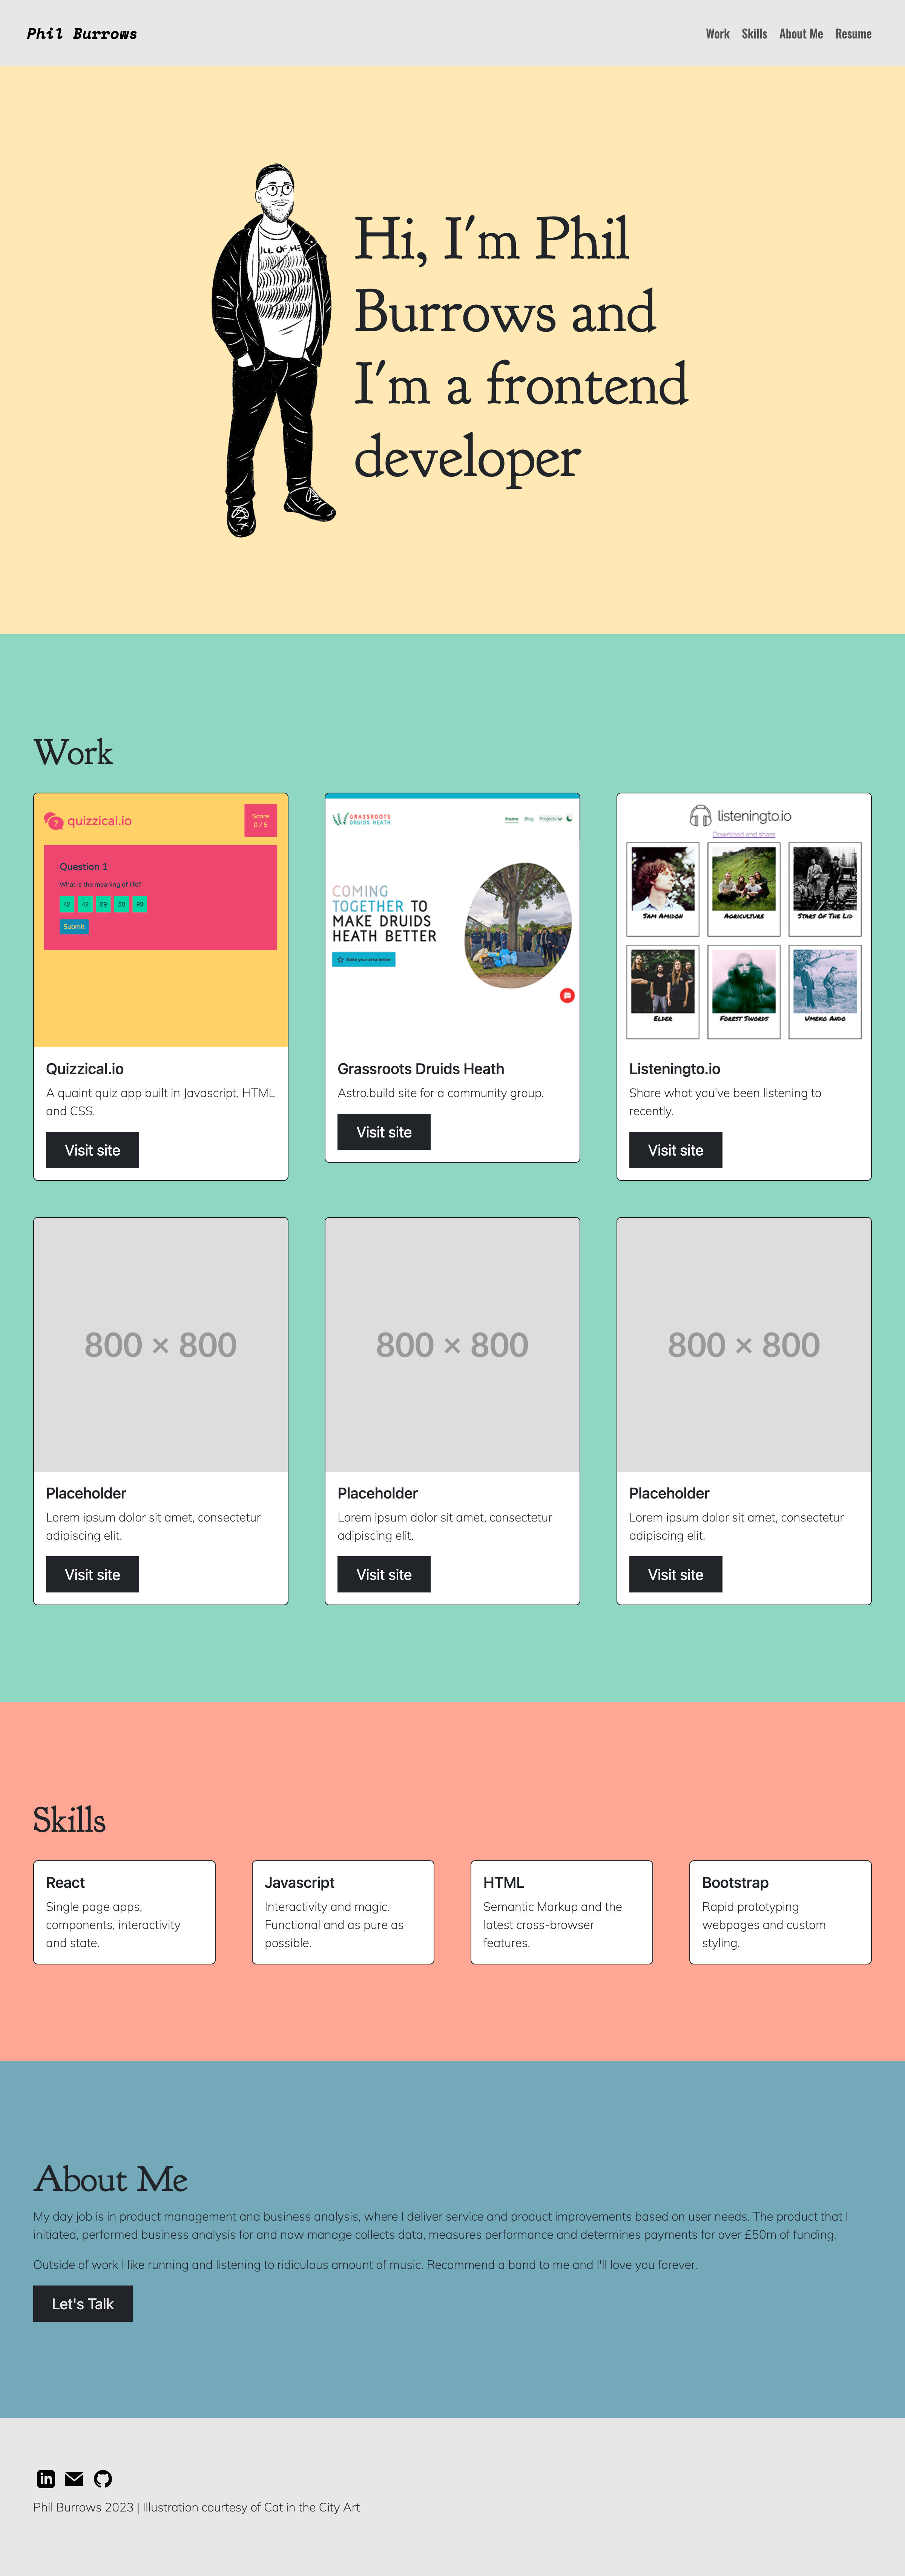 Phil Burrows
Work Skills About Me Resume
ILL OF HE
Hi, I'm Phil
Burrows and
I'm a frontend
developer
Work
quizzical.io
Score
0 / 5
Question 1
What is the meaning of life?
42 42 29 50 93
Submit
Quizzical.io
A quaint quiz app built in Javascript, HTML
and CSS.
Visit site
GRASSROOTS
DRUIDS HEATH
Home Blog Projects
COMING
TOGETHER TO
MAKE DRUIDS
HEATH BETTER
Make your area better
Grassroots Druids Heath
Astro.build site for a community group.
Visit site
listeningto.io
Download and share
Sam Amidon Agriculture Stars Of The Lid
Elder Forest Swords Umeko Ando
Listeningto.io
Share what you've been listening to
recently.
Visit site
800 × 800
Placeholder
Lorem ipsum dolor sit amet, consectetur
adipiscing elit.
Visit site
800 × 800
Placeholder
Lorem ipsum dolor sit amet, consectetur
adipiscing elit.
Visit site
800 × 800
Placeholder
Lorem ipsum dolor sit amet, consectetur
adipiscing elit.
Visit site
Skills
React
Single page apps,
components, interactivity
and state.
Javascript
Interactivity and magic.
Functional and as pure as
possible.
HTML
Semantic Markup and the
latest cross-browser
features.
Bootstrap
Rapid prototyping
webpages and custom
styling.
About Me
My day job is in product management and business analysis, where I deliver service and product improvements based on user needs. The product that I
initiated, performed business analysis for and now manage collects data, measures performance and determines payments for over £50m of funding.
Outside of work I like running and listening to ridiculous amount of music. Recommend a band to me and I'll love you forever.
Let's Talk
in
Phil Burrows 2023 | Illustration courtesy of Cat in the City Art